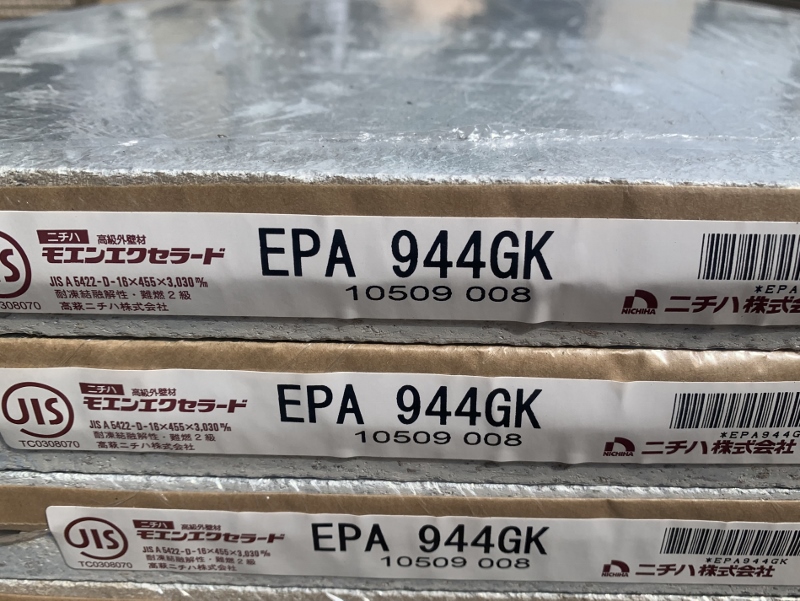 JIS
TC0308070
ニチハ 高級外壁材
モエンエクセラード
JIS A 5422-D-16×455×3,030㎜
耐凍結融解性・難燃2級
高萩ニチハ株式会社
EPA 944GK
10509 008
*EPA
NICHIHA ニチハ株式会
JIS
TC0308070
ニチハ 高級外壁材
モエンエクセラード
JIS A 5422-D-16×455×3,030㎜
耐凍結融解性・難燃2級
高萩ニチハ株式会社
EPA 944GK
10509 008
*EPA944G
NICHIHA ニチハ株式会社
JIS
TC0308070
ニチハ 高級外壁材
モエンエクセラード
JIS A 5422-D-16×455×3,030㎜
耐凍結融解性・難燃2級
高萩ニチハ株式会社
EPA 944GK
10509 008
*EPA944GK
NICHIHA ニチハ株式会社